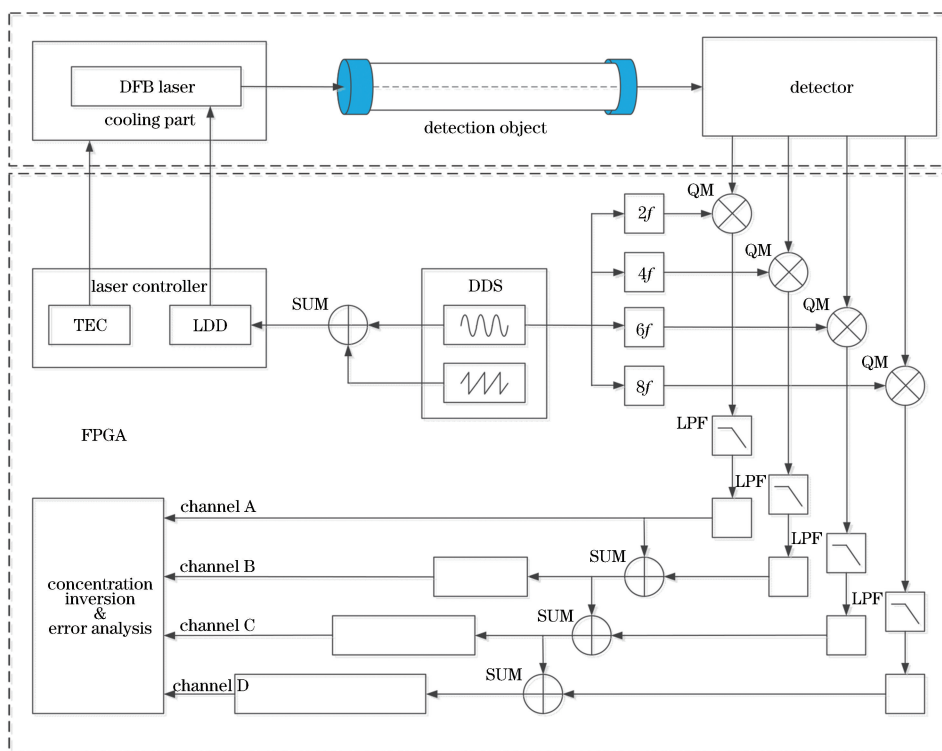 DFB laser
cooling part
detection object
detector
QM
2f
QM
4f
laser controller
DDS
SUM
TEC
LDD
QM
6f
QM
8f
LPF
FPGA
LPF
channel A
LPF
SUM
channel B
concentration
inversion
&
error analysis
LPF
SUM
channel C
SUM
channel D